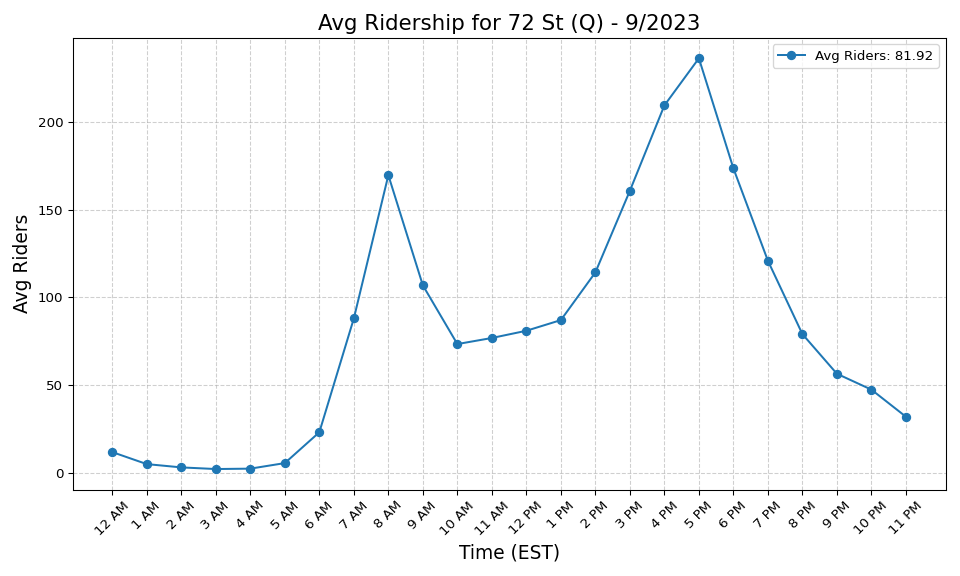 Avg Ridership for 72 St (Q) - 9/2023
Avg Riders: 81.92
Avg Riders
200
150
100
50
0
12 AM
1 AM
2 AM
3 AM
4 AM
5 AM
6 AM
7 AM
8 AM
9 AM
10 AM
11 AM
12 PM
1 PM
2 PM
3 PM
4 PM
5 PM
6 PM
7 PM
8 PM
9 PM
10 PM
11 PM
Time (EST)